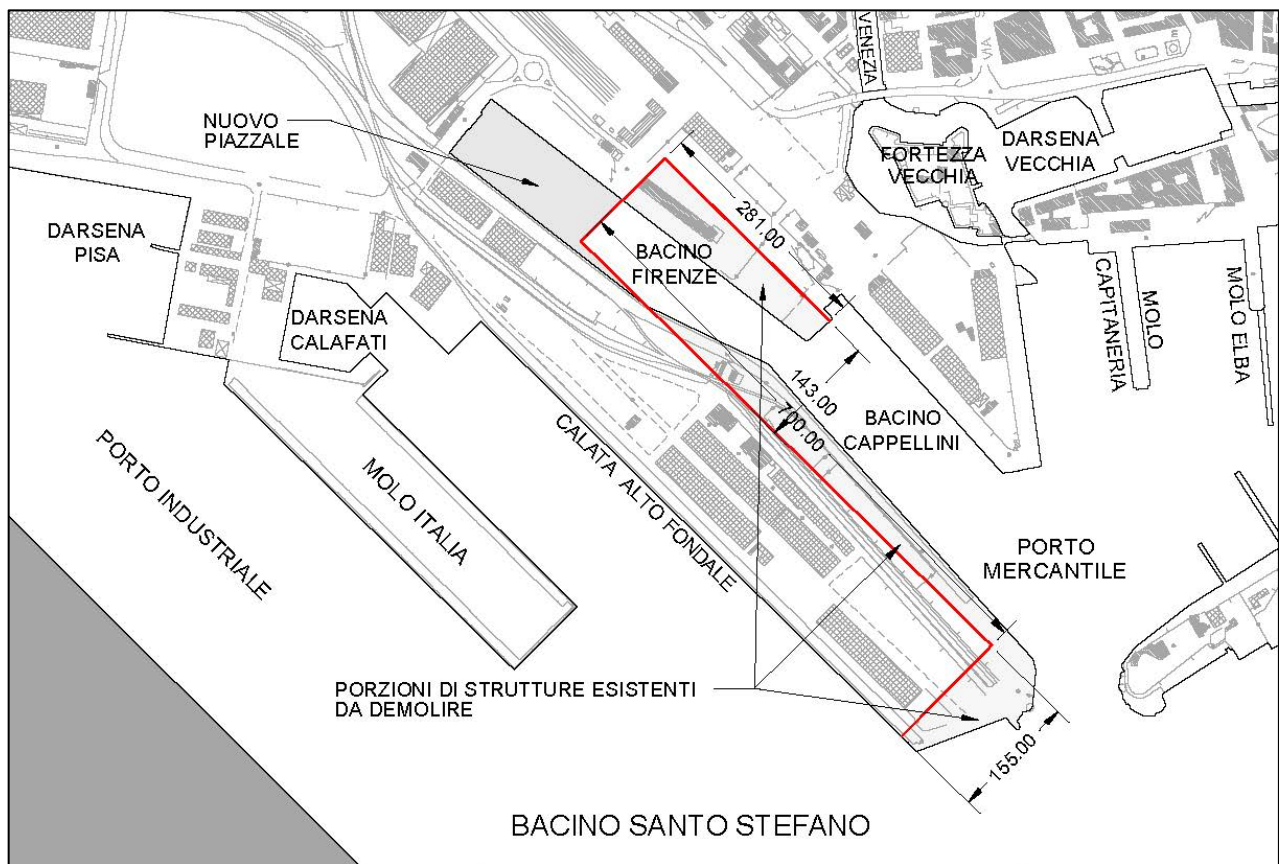 VENEZIA
VIA
NUOVO
PIAZZALE
DARSENA
VECCHIA
FORTEZZA
VECCHIA
DARSENA
PISA
281.00
BACINO
FIRENZE
CAPITANERIA
MOLO
MOLO ELBA
DARSENA
CALAFATI
143.00
700.00
BACINO
CAPPELLINI
CALATA ALTO FONDALE
PORTO INDUSTRIALE
MOLO ITALIA
PORTO
MERCANTILE
PORZIONI DI STRUTTURE ESISTENTI
DA DEMOLIRE
155.00
BACINO SANTO STEFANO